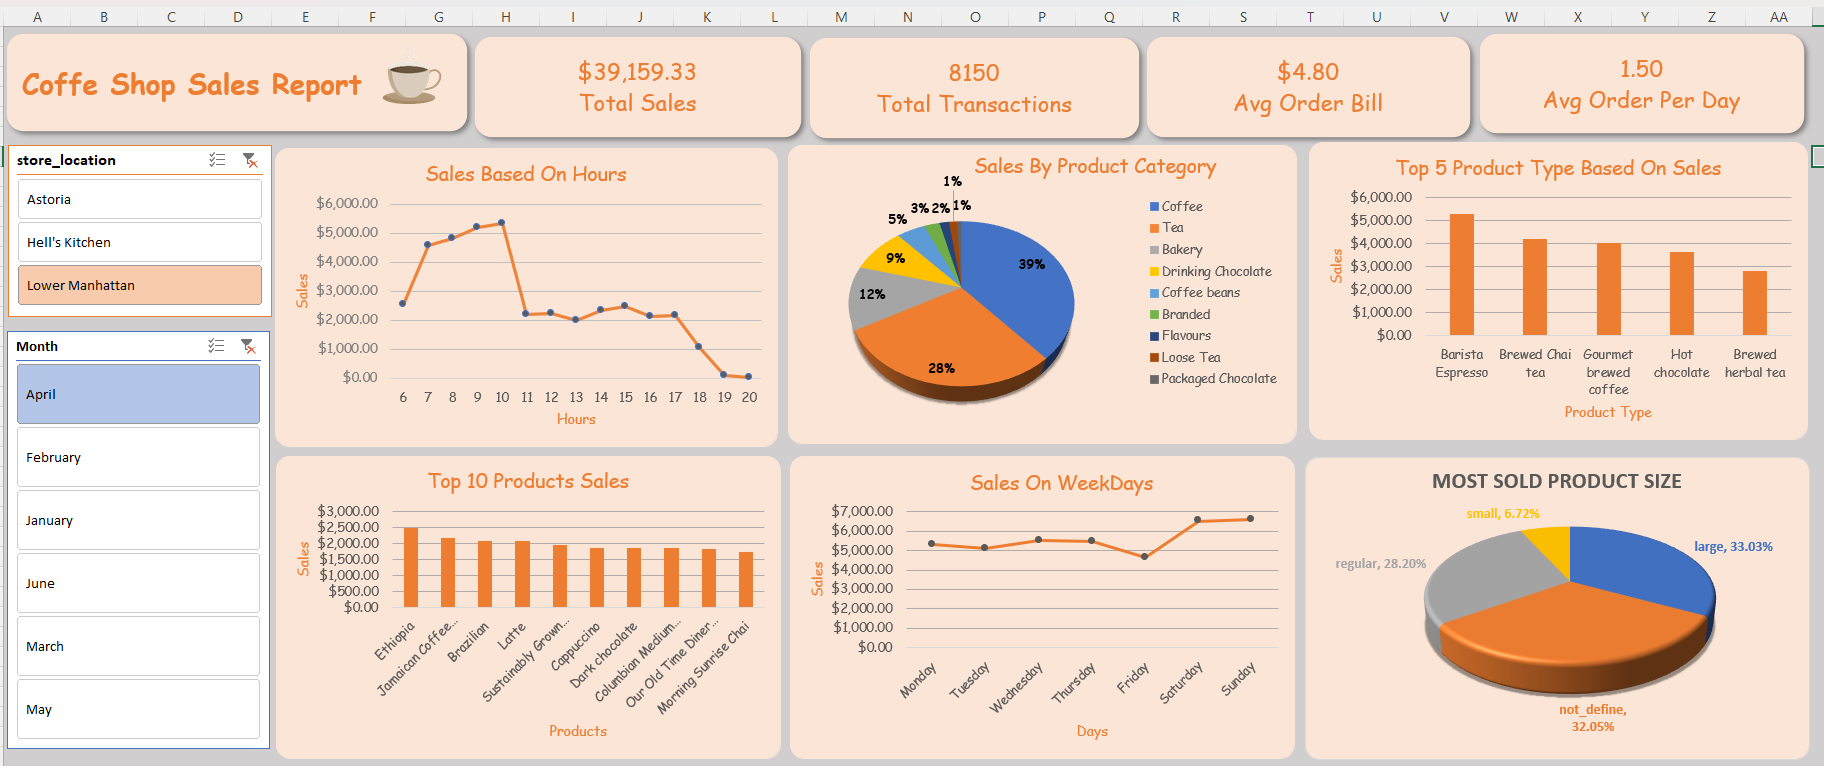 A B C D E F G H I J K L M N O P Q R S T U V W X Y Z AA
Coffe Shop Sales Report
$39,159.33
Total Sales
8150
Total Transactions
$4.80
Avg Order Bill
1.50
Avg Order Per Day
store_location
Astoria
Hell's Kitchen
Lower Manhattan
Month
April
February
January
June
March
May
Sales Based On Hours
$6,000.00
$5,000.00
$4,000.00
$3,000.00
$2,000.00
$1,000.00
$0.00
Sales
6 7 8 9 10 11 12 13 14 15 16 17 18 19 20
Hours
Sales By Product Category
1%
5% 3% 2% 1%
9%
39%
12%
28%
Coffee
Tea
Bakery
Drinking Chocolate
Coffee beans
Branded
Flavours
Loose Tea
Packaged Chocolate
Top 5 Product Type Based On Sales
$6,000.00
$5,000.00
$4,000.00
$3,000.00
$2,000.00
$1,000.00
$0.00
Sales
Barista
Espresso
Brewed Chai
tea
Gourmet
brewed
coffee
Hot
chocolate
Brewed
herbal tea
Product Type
Top 10 Products Sales
$3,000.00
$2,500.00
$2,000.00
$1,500.00
$1,000.00
$500.00
$0.00
Sales
Ethiopia
Jamaican Coffee...
Brazilian
Latte
Sustainably Grown...
Cappuccino
Dark chocolate
Columbian Medium...
Our Old Time Diner...
Morning Sunrise Chai
Products
Sales On WeekDays
$7,000.00
$6,000.00
$5,000.00
$4,000.00
$3,000.00
$2,000.00
$1,000.00
$0.00
Sales
Monday
Tuesday
Wednesday
Thursday
Friday
Saturday
Sunday
Days
MOST SOLD PRODUCT SIZE
small, 6.72%
large, 33.03%
regular, 28.20%
not_define,
32.05%